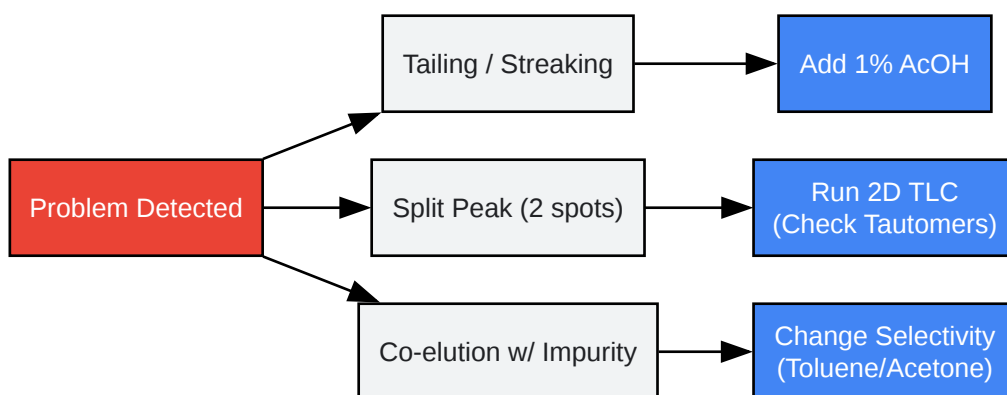 Tailing / Streaking
Add 1% AcOH
Problem Detected
Split Peak (2 spots)
Run 2D TLC
(Check Tautomers)
Co-elution w/ Impurity
Change Selectivity
(Toluene/Acetone)